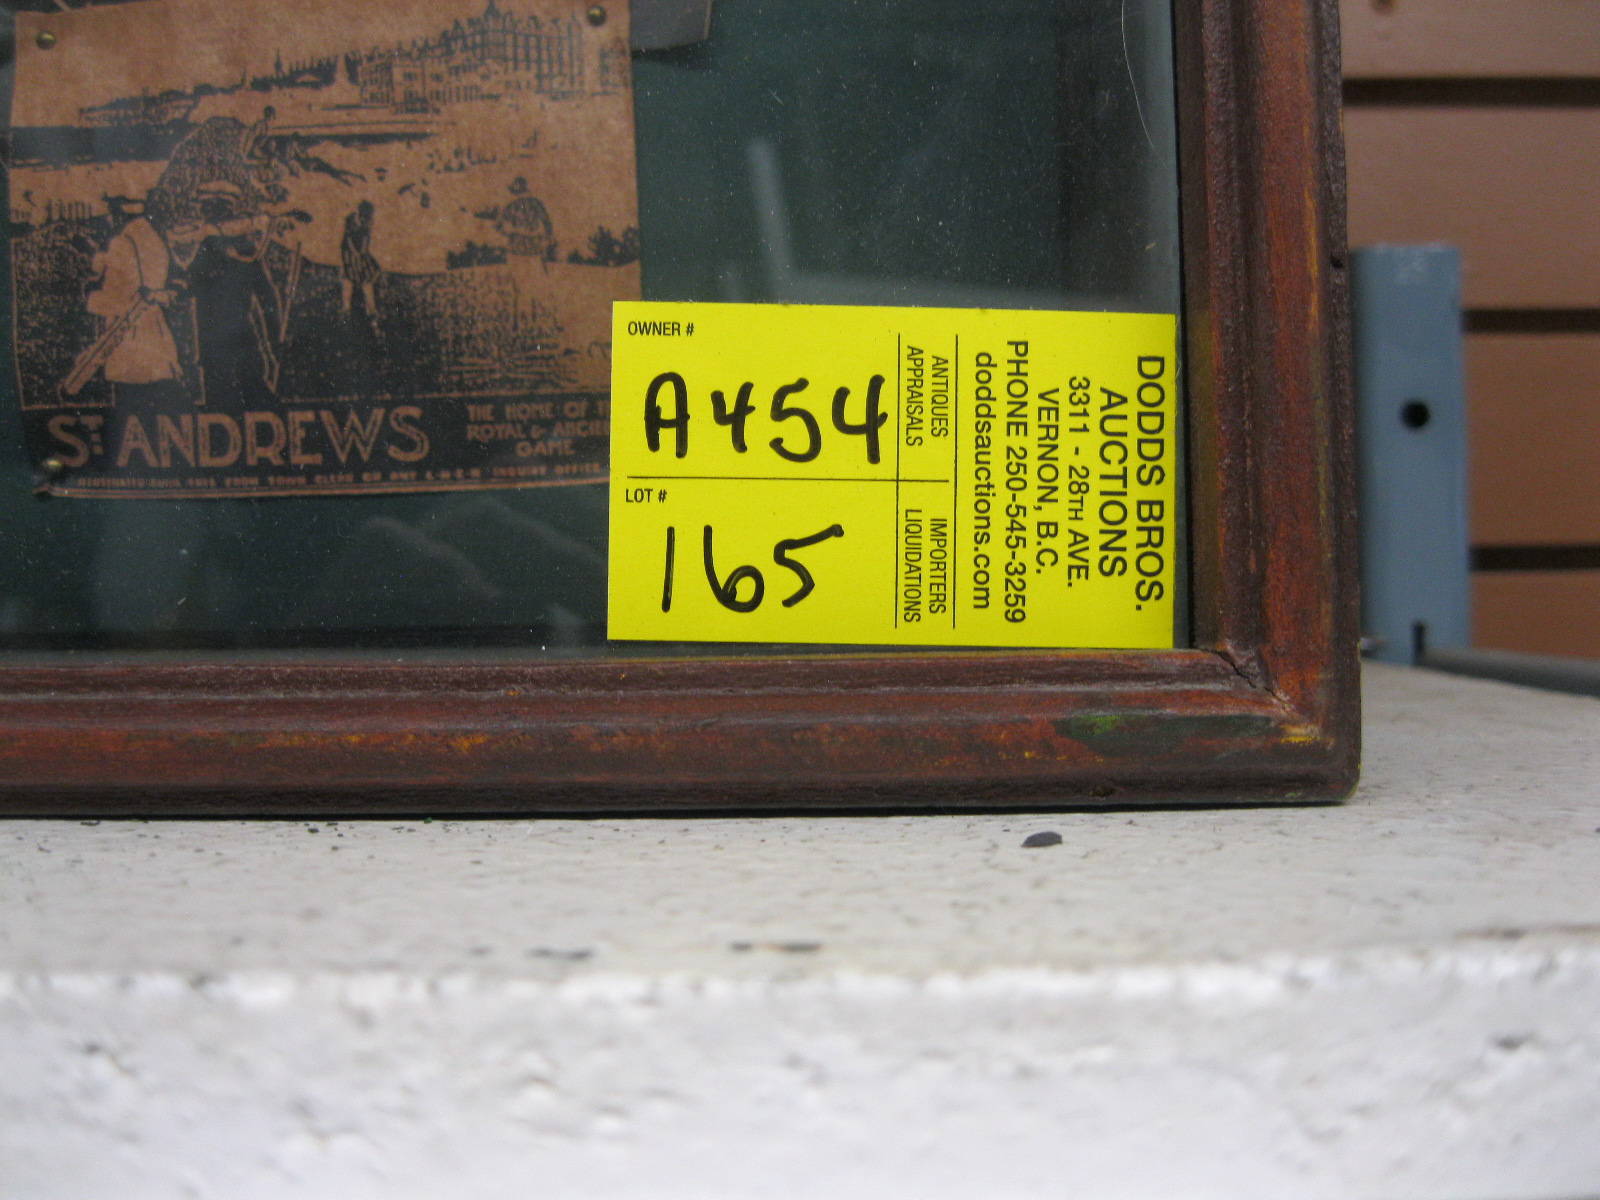 ST. ANDREWS
THE HOME OF
ROYAL &
GAME
OWNER #
A454
LOT #
165
ANTIQUES
APPRAISALS
IMPORTERS
LIQUIDATIONS
DODDS BROS.
AUCTIONS
3311 - 28TH AVE.
VERNON, B.C.
PHONE 250-545-3259
doddsauctions.com